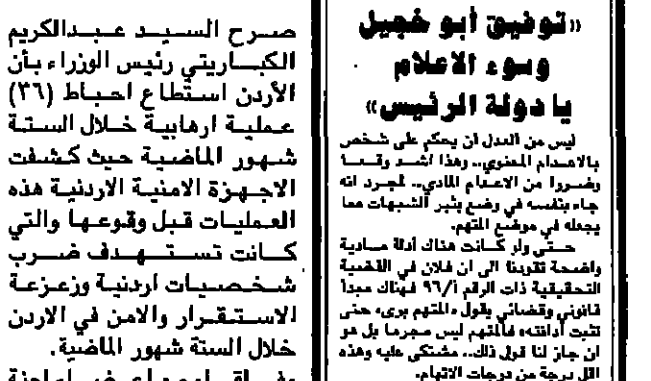 صرح السيد عبدالكريم
الكباريتي رئيس الوزراء بأن
الأردن استطاع احباط (٣٦)
عملية ارهابية خلال الستة
شهور الماضية حيث كشفت
الاجهزة الامنية الاردنية هذه
العمليات قبل وقوعها والتي
كانت تستهدف ضرب
شخصيات اردنية وزعزعة
الاستقرار والامن في الاردن
خلال الستة شهور الماضية.
«توفيق أبو خجيل
وسوء الاعلام
يا دولة الرئيس»
ليس من العدل أن يحكم على شخص
بالاعدام المعنوي.. وهذا اشد وقعا
وضررا من الاعدام المادي.. لمجرد انه
جاء بنفسه في وضع يثير الشبهات مما
يجعله في موضع المتهم.
حتى ولو كانت هناك أدلة مادية
واضحة تقودنا الى ان فلان في القضية
التحقيقية ذات الرقم ٩٦/١ فهناك مبدأ
قانوني وقضائي يقول «المتهم بريء حتى
تثبت أدانته» فالمتهم ليس مجرما بل هو
ان جاز لنا قول ذلك.. مشتكى عليه وهذه
اقل درجة من درجات الاتهام.